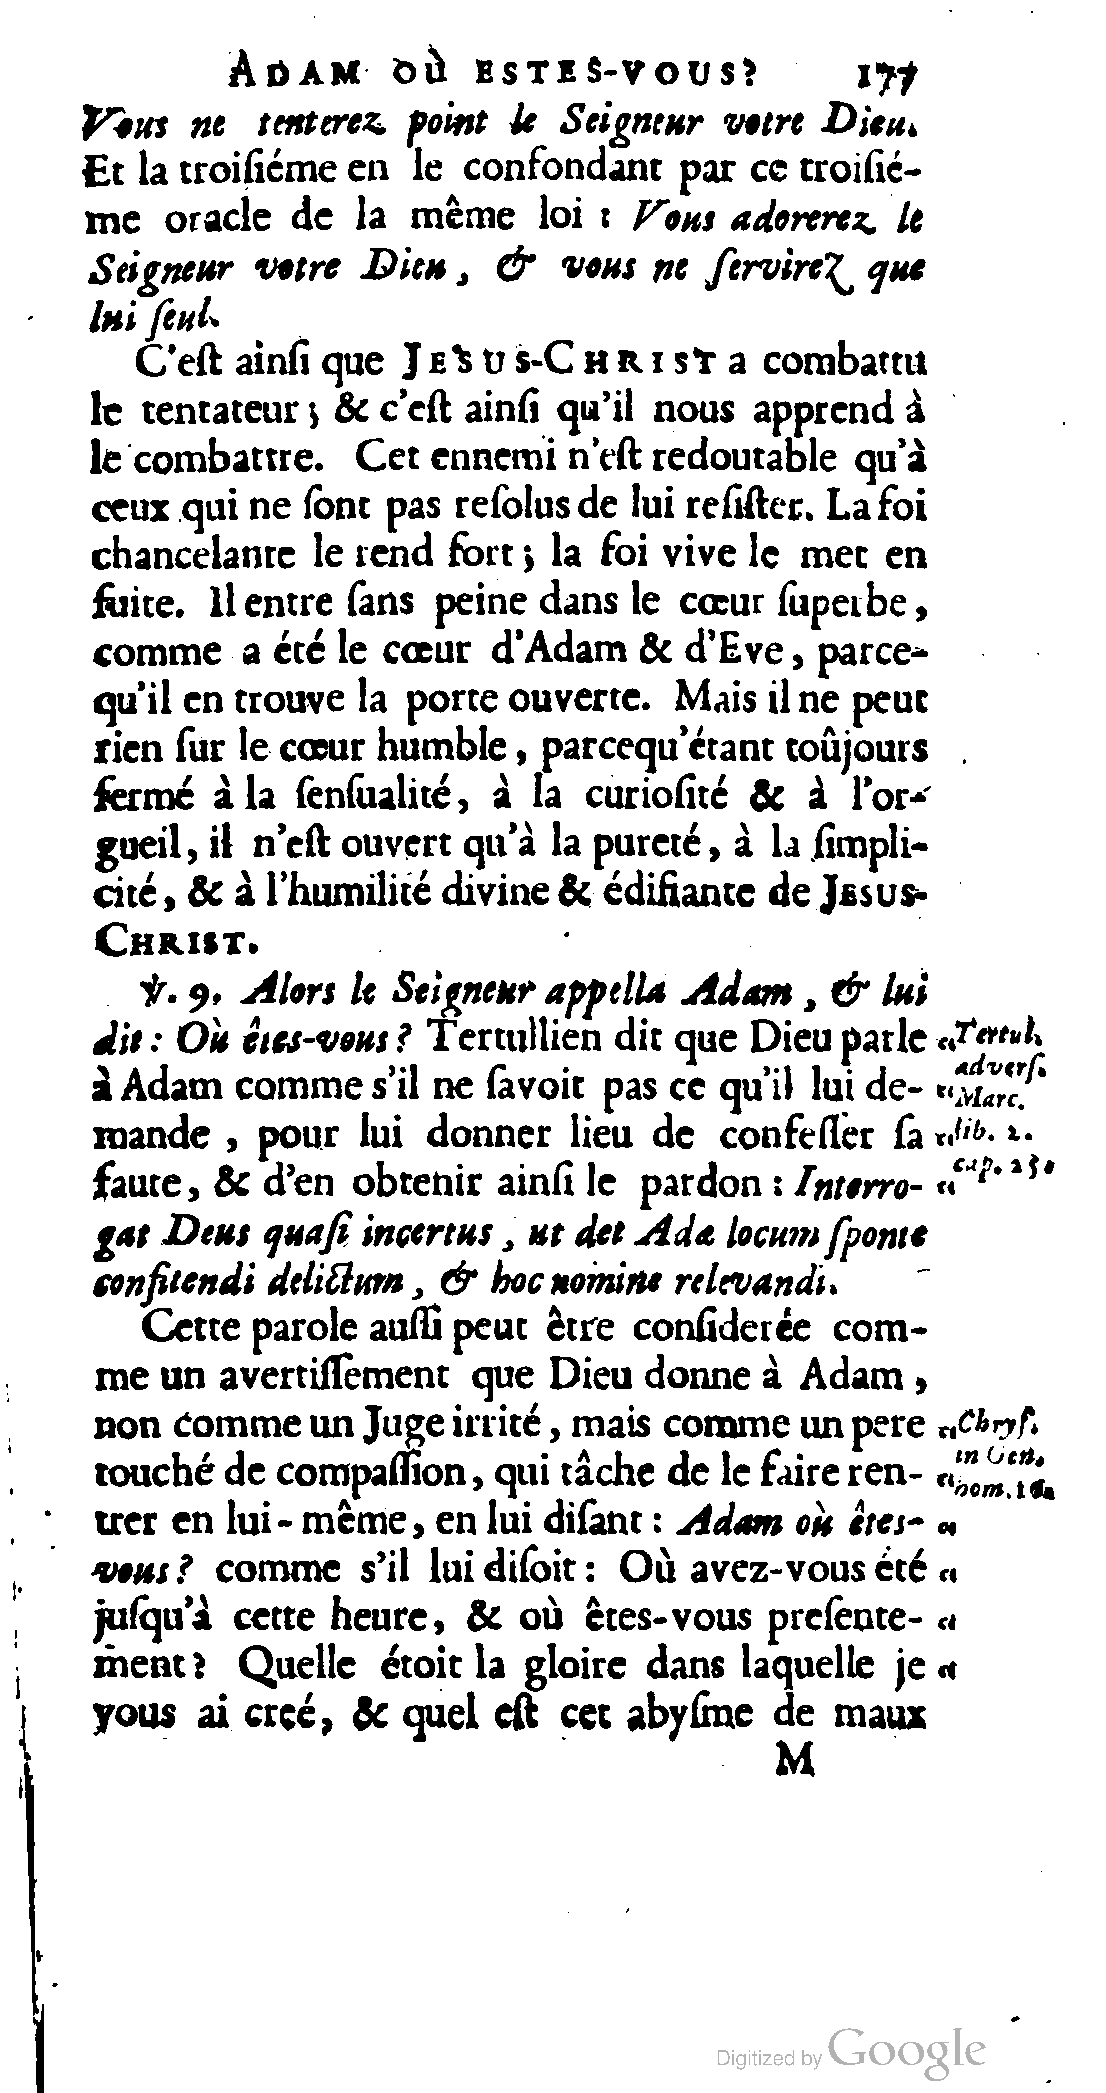 ADAM OÙ ESTES-VOUS? 177
Vous ne tenterez point le Seigneur votre Dieu.
Et la troiſiéme en le confondant par ce troiſié-
me oracle de la même loi : Vous adorerez le
Seigneur votre Dieu, & vous ne ſervirez que
lui ſeul.
C'eſt ainſi que JESUS-CHRIST a combattu
le tentateur; & c'eſt ainſi qu'il nous apprend à
le combattre. Cet ennemi n'eſt redoutable qu'à
ceux qui ne ſont pas reſolus de lui reſiſter. La foi
chancelante le rend fort; la foi vive le met en
fuite. Il entre ſans peine dans le cœur ſuperbe,
comme a été le cœur d'Adam & d'Eve, parce-
qu'il en trouve la porte ouverte. Mais il ne peut
rien ſur le cœur humble, parcequ'étant toûjours
fermé à la ſenſualité, à la curioſité & à l'or-
gueil, il n'eſt ouvert qu'à la pureté, à la ſimpli-
cité, & à l'humilité divine & édifiante de JESUS-
CHRIST.
℣. 9. Alors le Seigneur appella Adam, & lui
dit : Où êtes-vous? Tertullien dit que Dieu parle « Tertul.
à Adam comme s'il ne ſavoit pas ce qu'il lui de- « adverſ. Marc.
mande, pour lui donner lieu de confeſſer ſa « lib. 2.
faute, & d'en obtenir ainſi le pardon : Interro- « cap. 25.
gat Deus quaſi incertus, ut det Adæ locum ſponte
confitendi delictum, & hoc nomine relevandi.
Cette parole auſſi peut être conſiderée com-
me un avertiſſement que Dieu donne à Adam,
non comme un Juge irrité, mais comme un pere « Chryſ.
touché de compaſſion, qui tâche de le faire ren- « in Gen. hom.
trer en lui-même, en lui diſant : Adam où êtes- «
vous? comme s'il lui diſoit : Où avez-vous été «
juſqu'à cette heure, & où êtes-vous preſente- «
ment? Quelle étoit la gloire dans laquelle je «
vous ai creé, & quel eſt cet abyſme de maux
M
Digitized by Google